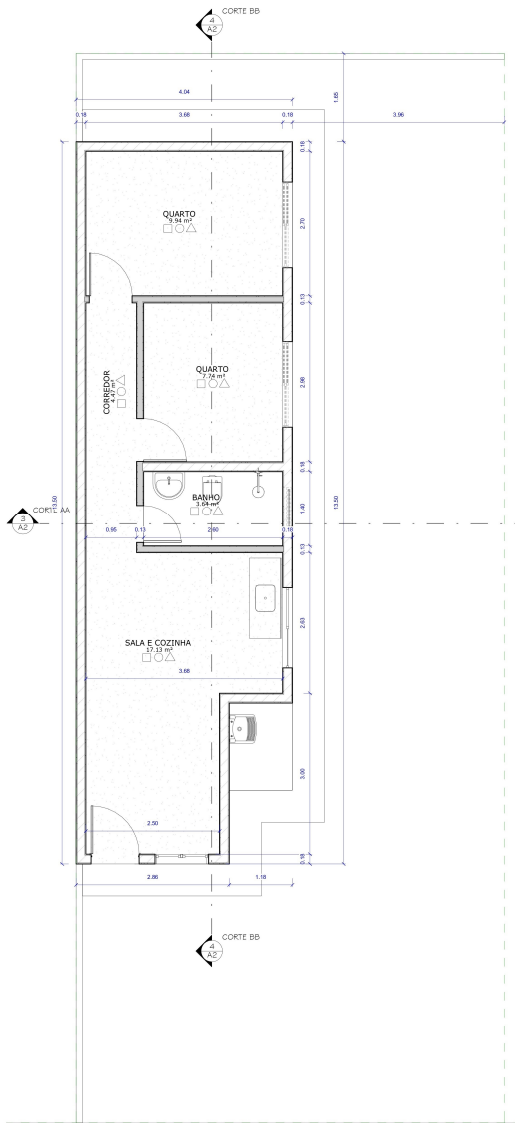 CORTE BB
4
A2
4.04
0.18
3.68
0.18
3.96
1.65
0.18
QUARTO
9.94 m²
2.70
0.13
QUARTO
7.74 m²
2.98
CORREDOR
4.47 m²
0.18
BANHO
3.64 m²
1.40
13.50
13.50
CORTE AA
3
A2
0.95
0.13
2.60
0.18
0.13
2.63
SALA E COZINHA
17.13 m²
3.68
3.00
2.50
0.18
2.86
1.18
CORTE BB
4
A2